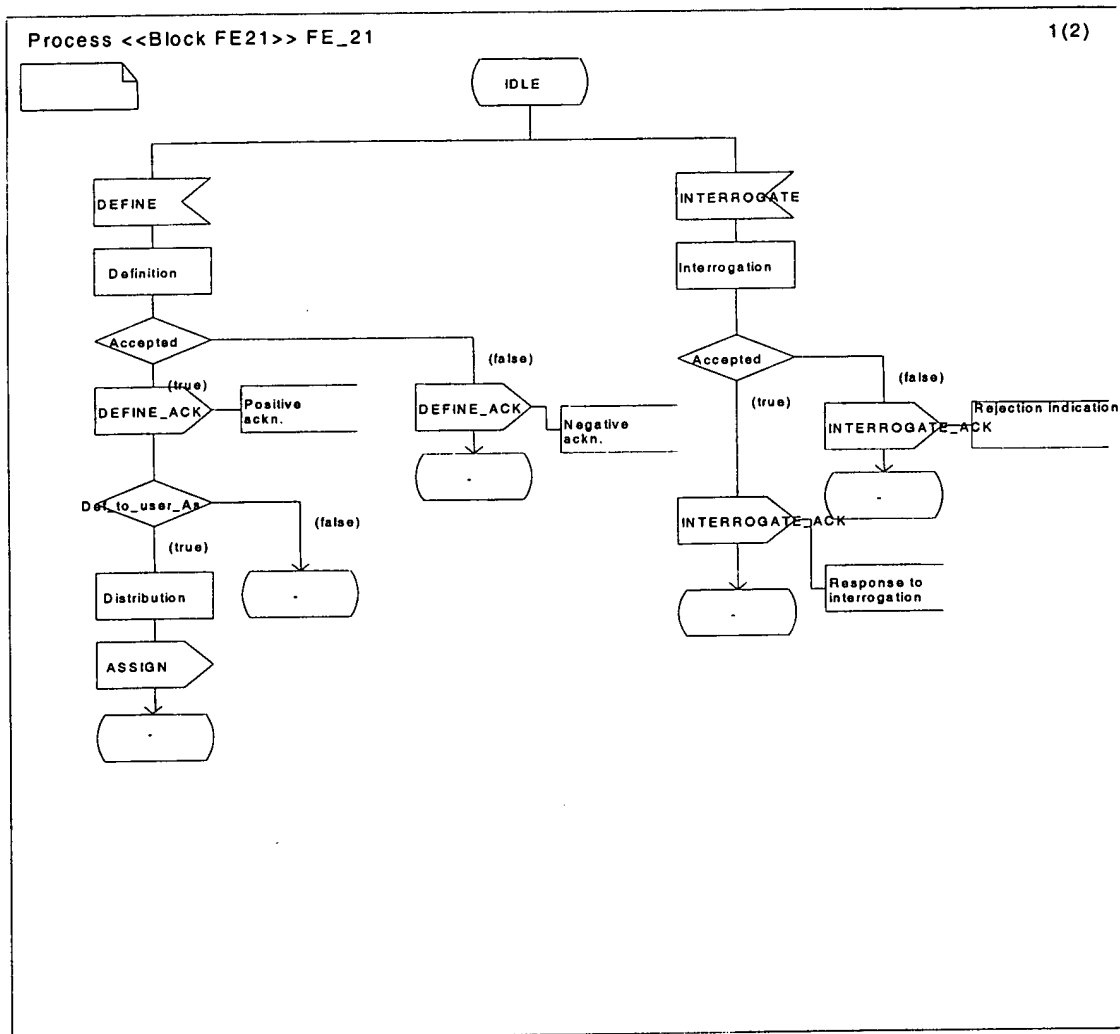 Process <<Block FE21>> FE_21
1(2)
IDLE
DEFINE
INTERROGATE
Definition
Interrogation
Accepted
(false)
Accepted
(true)
(false)
DEFINE_ACK
Positive
ackn.
DEFINE_ACK
Negative
ackn.
(true)
INTERROGATE_ACK
Rejection Indication
-
-
Def_to_user_As
(false)
(true)
INTERROGATE_ACK
Distribution
-
Response to
interrogation
-
ASSIGN
-